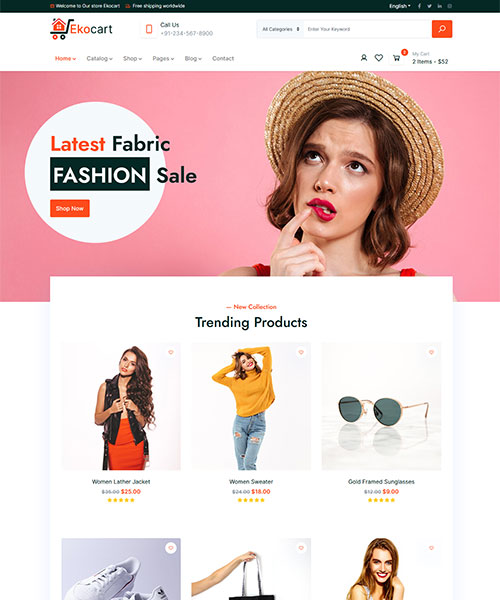 Welcome to Our store Ekocart
Free shipping worldwide
English
Ekocart
Call Us
+91-234-567-8900
All Categories
Enter Your Keyword
Home
Catalog
Shop
Pages
Blog
Contact
2
My Cart
2 Items - $52
Latest Fabric
FASHION Sale
Shop Now
— New Collection
Trending Products
Women Lather Jacket
$35.00 $25.00
Women Sweater
$24.00 $18.00
Gold Framed Sunglasses
$12.00 $9.00